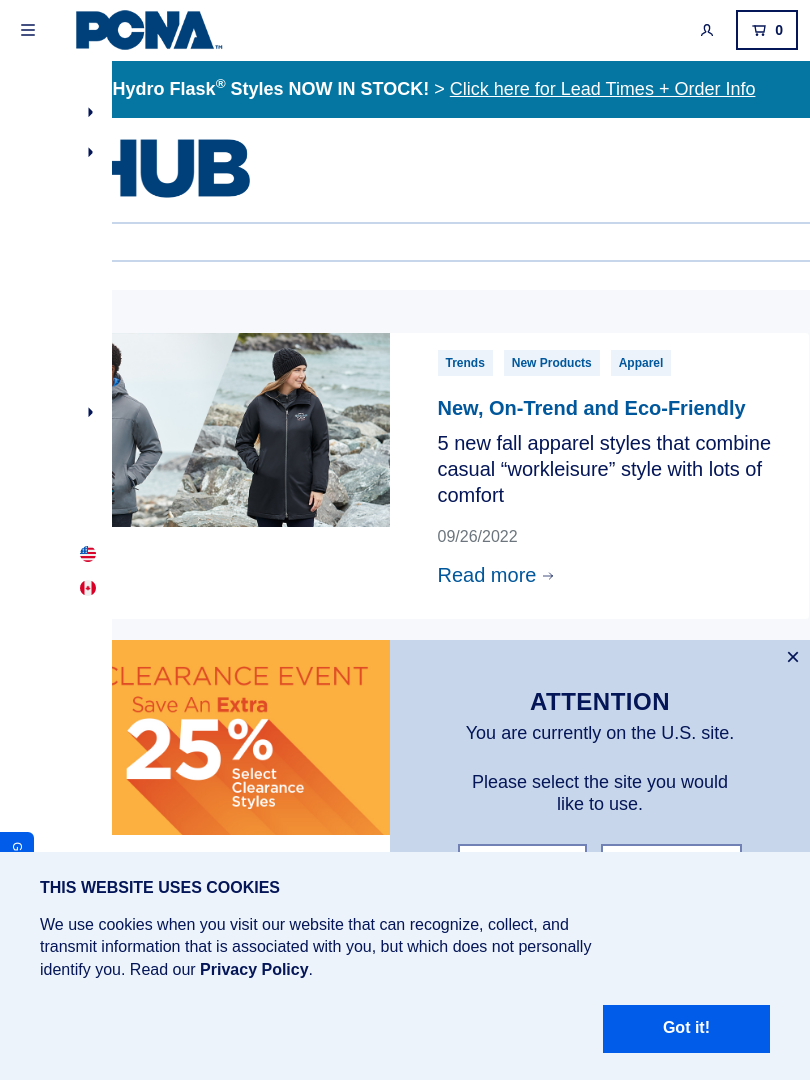 PCNA™
0
Hydro Flask® Styles NOW IN STOCK! > Click here for Lead Times + Order Info
HUB
Trends
New Products
Apparel
New, On-Trend and Eco-Friendly
5 new fall apparel styles that combine
casual “workleisure” style with lots of
comfort
09/26/2022
Read more
CLEARANCE EVENT
Save An Extra
25%
Select
Clearance
Styles
ATTENTION
You are currently on the U.S. site.
Please select the site you would
like to use.
G
THIS WEBSITE USES COOKIES
We use cookies when you visit our website that can recognize, collect, and
transmit information that is associated with you, but which does not personally
identify you. Read our Privacy Policy.
Got it!